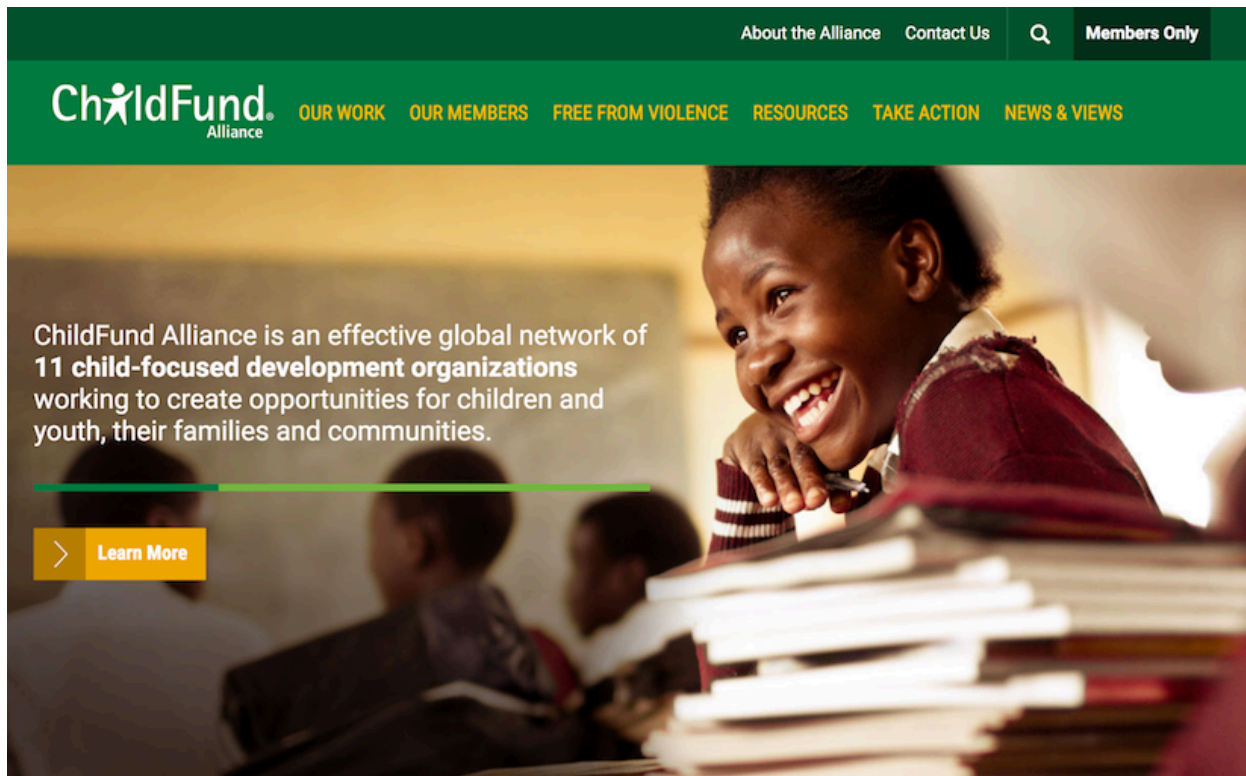 About the Alliance Contact Us Members Only
ChildFund®
Alliance
OUR WORK OUR MEMBERS FREE FROM VIOLENCE RESOURCES TAKE ACTION NEWS & VIEWS
ChildFund Alliance is an effective global network of
11 child-focused development organizations
working to create opportunities for children and
youth, their families and communities.
Learn More